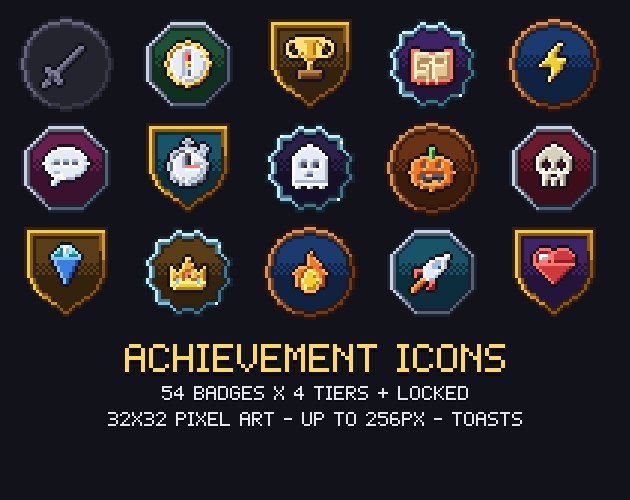 ACHIEVEMENT ICONS
54 BADGES X 4 TIERS + LOCKED
32X32 PIXEL ART - UP TO 256PX - TOASTS